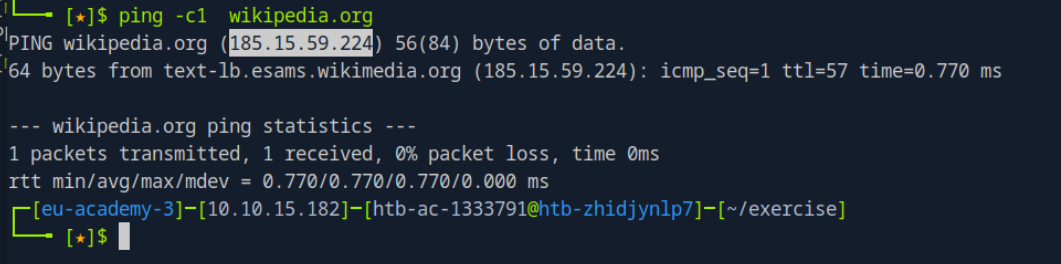 └──╼ [★]$ ping -c1  wikipedia.org
PING wikipedia.org (185.15.59.224) 56(84) bytes of data.
64 bytes from text-lb.esams.wikimedia.org (185.15.59.224): icmp_seq=1 ttl=57 time=0.770 ms

--- wikipedia.org ping statistics ---
1 packets transmitted, 1 received, 0% packet loss, time 0ms
rtt min/avg/max/mdev = 0.770/0.770/0.770/0.000 ms
┌─[eu-academy-3]─[10.10.15.182]─[htb-ac-1333791@htb-zhidjynlp7]─[~/exercise]
└──╼ [★]$